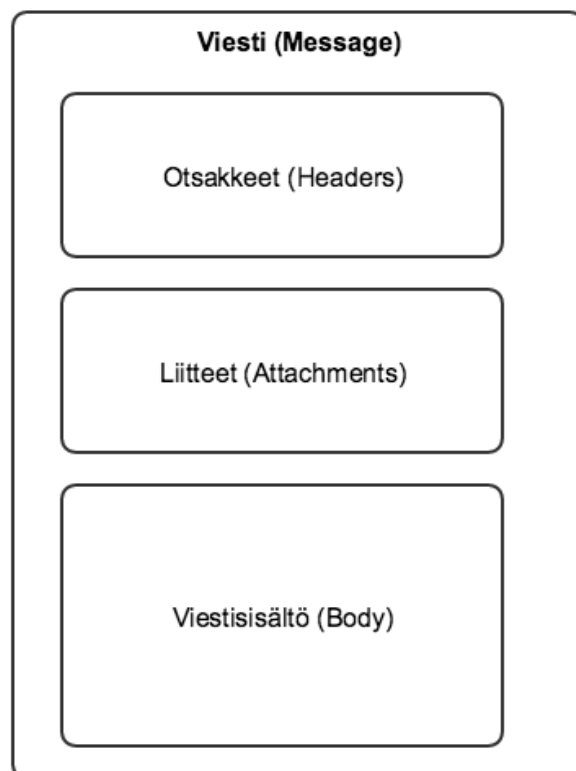 Viesti (Message)
Otsakkeet (Headers)
Liitteet (Attachments)
Viestisisältö (Body)